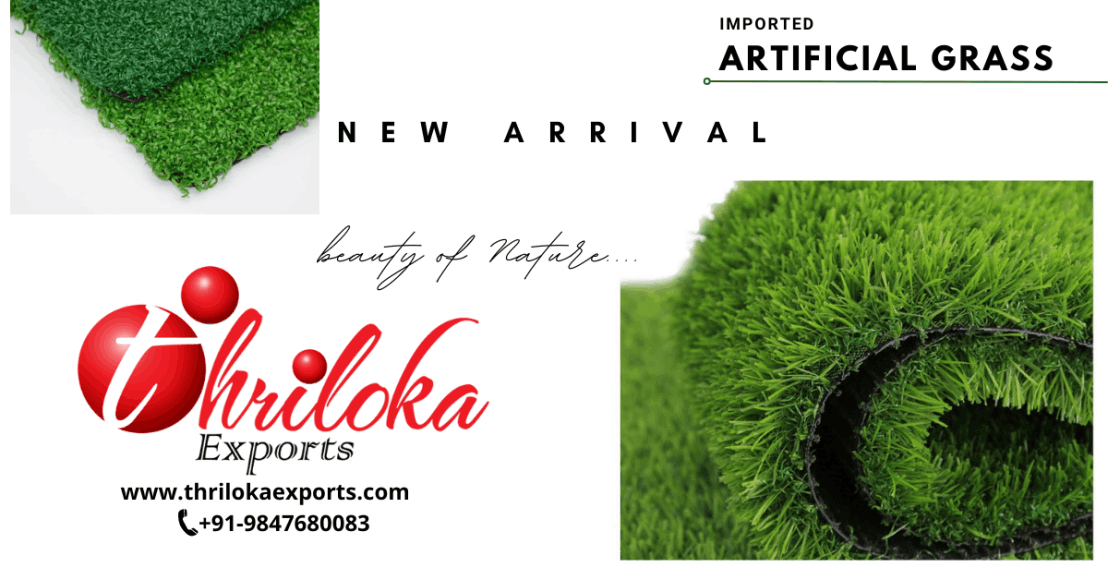 IMPORTED
ARTIFICIAL GRASS
NEW ARRIVAL
beauty of Nature....
thriloka
Exports
www.thrilokaexports.com
+91-9847680083